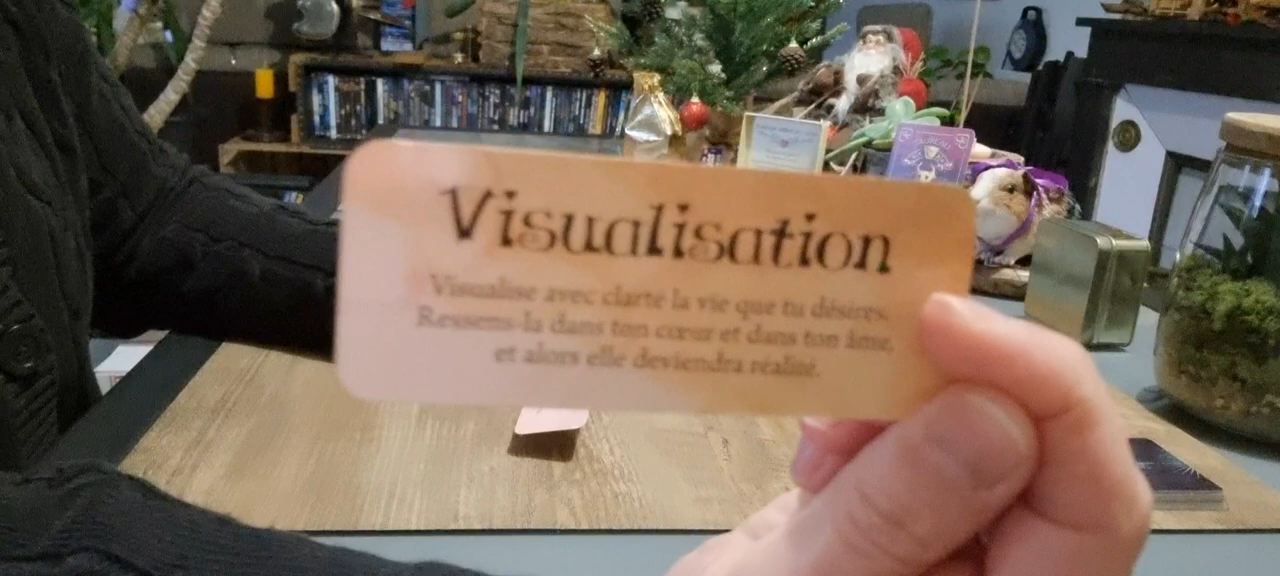 Visualisation
Visualise avec clarté la vie que tu désires.
Ressens-la dans ton cœur et dans ton âme,
et alors elle deviendra réalité.